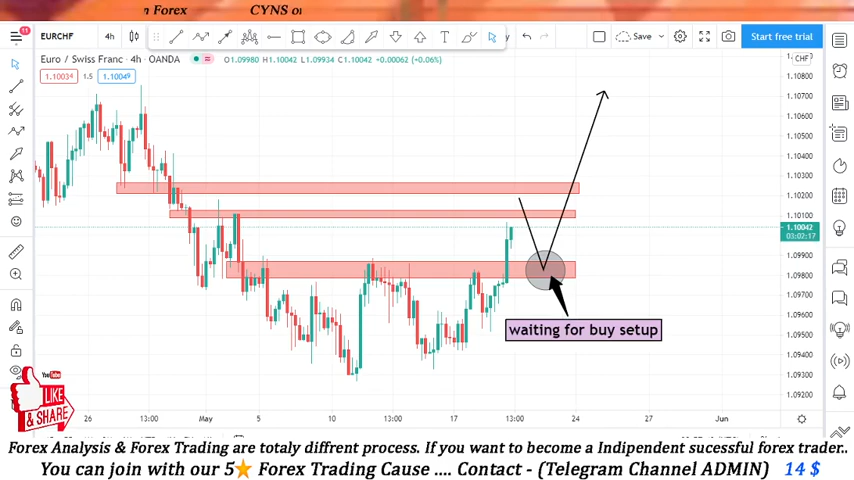 n Forex CYNS o
EURCHF 4h Save Start free trial
11
Euro / Swiss Franc · 4h · OANDA O1.09980 H1.10042 L1.09934 C1.10042 +0.00062 (+0.06%)
CHF
1.10034 1.5 1.10049
1.10800
1.10700
1.10600
1.10500
1.10400
1.10300
1.10200
1.10100
1.10042
03:02:17
1.09900
1.09800
1.09700
1.09600
1.09500
1.09400
1.09300
1.09200
waiting for buy setup
YouTube
LIKE
& SHARE
26 13:00 May 5 10 13:00 17 13:00 24 27 Jun
Forex Analysis & Forex Trading are totaly diffrent process. If you want to become a Indipendent sucessful forex trader..
You can join with our 5 Forex Trading Cause .... Contact - (Telegram Channel ADMIN) 14 $